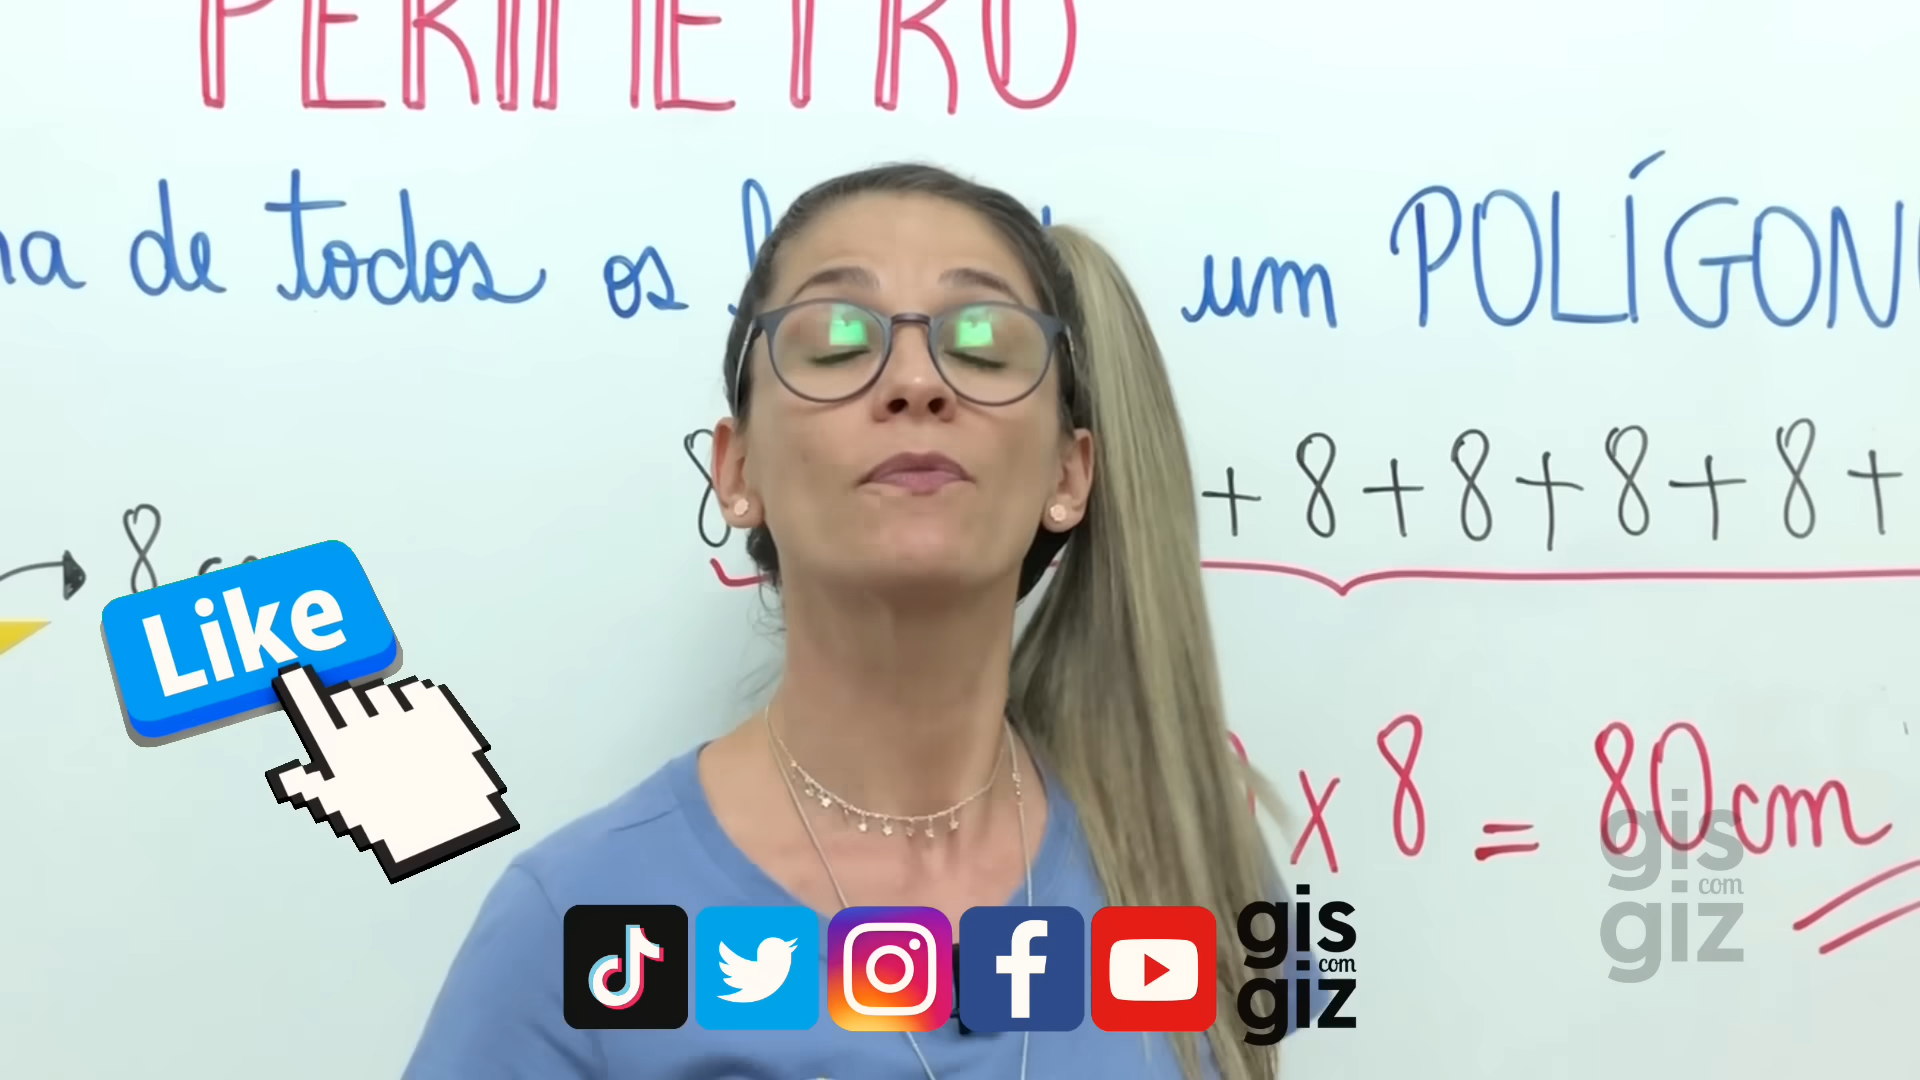 PERÍMETRO
de todos os um POLÍGON
8 + 8 + 8 + 8 + 8 +
8
Like
x 8 = 80cm
gis
com
giz
gis
com
giz